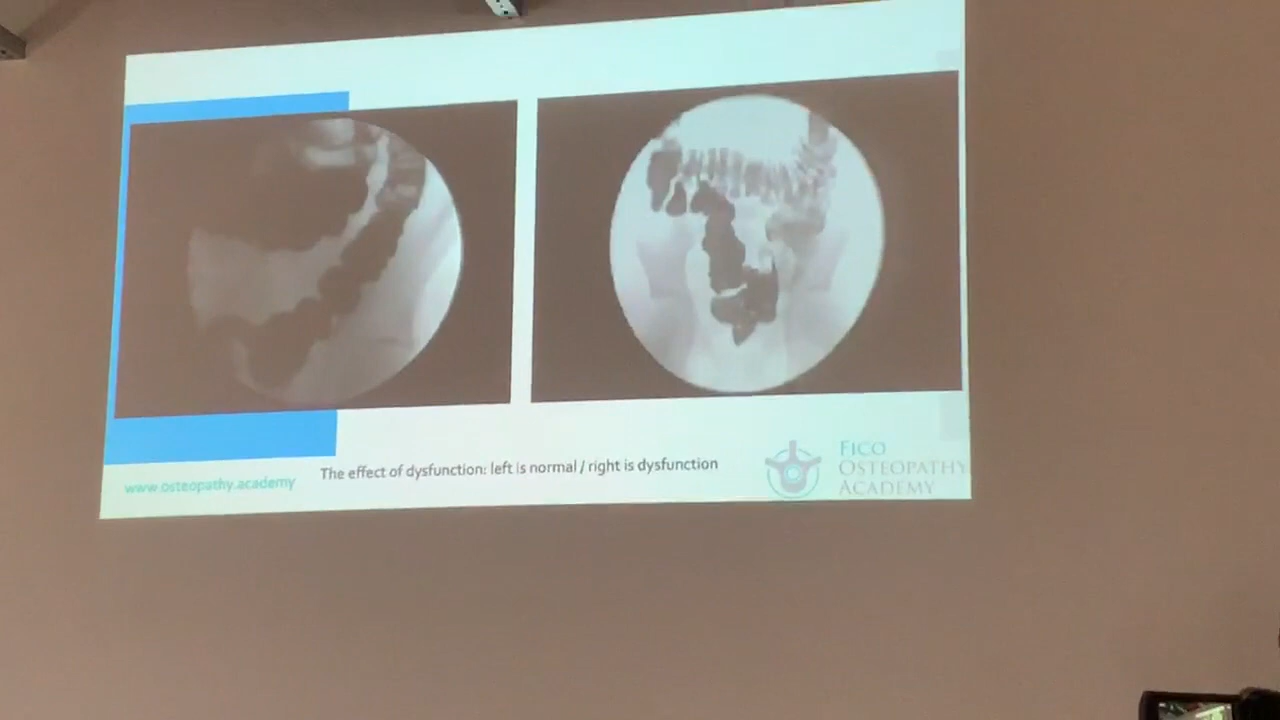 The effect of dysfunction: left is normal / right is dysfunction
www.osteopathy.academy
FICO
OSTEOPATHY
ACADEMY